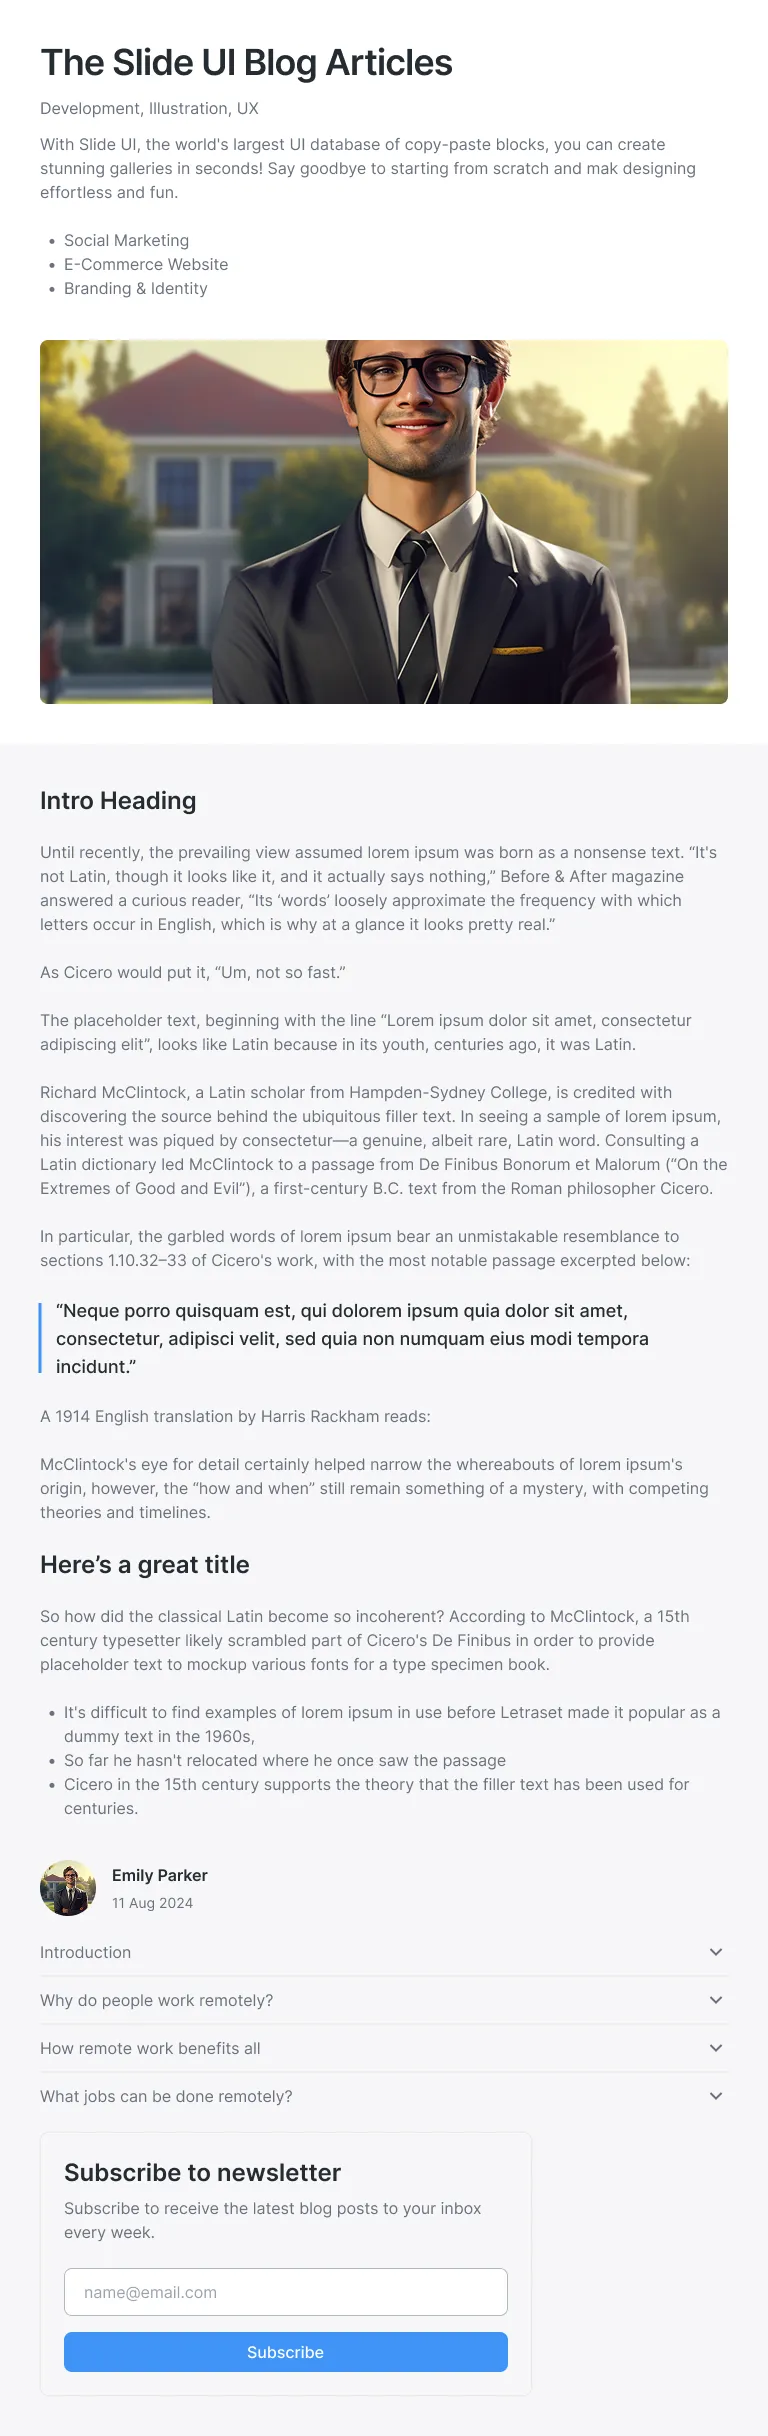 The Slide UI Blog Articles
Development, Illustration, UX
With Slide UI, the world's largest UI database of copy-paste blocks, you can create
stunning galleries in seconds! Say goodbye to starting from scratch and mak designing
effortless and fun.
• Social Marketing
• E-Commerce Website
• Branding & Identity
Intro Heading
Until recently, the prevailing view assumed lorem ipsum was born as a nonsense text. “It's
not Latin, though it looks like it, and it actually says nothing,” Before & After magazine
answered a curious reader, “Its ‘words’ loosely approximate the frequency with which
letters occur in English, which is why at a glance it looks pretty real.”
As Cicero would put it, “Um, not so fast.”
The placeholder text, beginning with the line “Lorem ipsum dolor sit amet, consectetur
adipiscing elit”, looks like Latin because in its youth, centuries ago, it was Latin.
Richard McClintock, a Latin scholar from Hampden-Sydney College, is credited with
discovering the source behind the ubiquitous filler text. In seeing a sample of lorem ipsum,
his interest was piqued by consectetur—a genuine, albeit rare, Latin word. Consulting a
Latin dictionary led McClintock to a passage from De Finibus Bonorum et Malorum (“On the
Extremes of Good and Evil”), a first-century B.C. text from the Roman philosopher Cicero.
In particular, the garbled words of lorem ipsum bear an unmistakable resemblance to
sections 1.10.32–33 of Cicero's work, with the most notable passage excerpted below:
“Neque porro quisquam est, qui dolorem ipsum quia dolor sit amet,
consectetur, adipisci velit, sed quia non numquam eius modi tempora
incidunt.”
A 1914 English translation by Harris Rackham reads:
McClintock's eye for detail certainly helped narrow the whereabouts of lorem ipsum's
origin, however, the “how and when” still remain something of a mystery, with competing
theories and timelines.
Here’s a great title
So how did the classical Latin become so incoherent? According to McClintock, a 15th
century typesetter likely scrambled part of Cicero's De Finibus in order to provide
placeholder text to mockup various fonts for a type specimen book.
• It's difficult to find examples of lorem ipsum in use before Letraset made it popular as a
dummy text in the 1960s,
• So far he hasn't relocated where he once saw the passage
• Cicero in the 15th century supports the theory that the filler text has been used for
centuries.
Emily Parker
11 Aug 2024
Introduction
Why do people work remotely?
How remote work benefits all
What jobs can be done remotely?
Subscribe to newsletter
Subscribe to receive the latest blog posts to your inbox
every week.
name@email.com
Subscribe